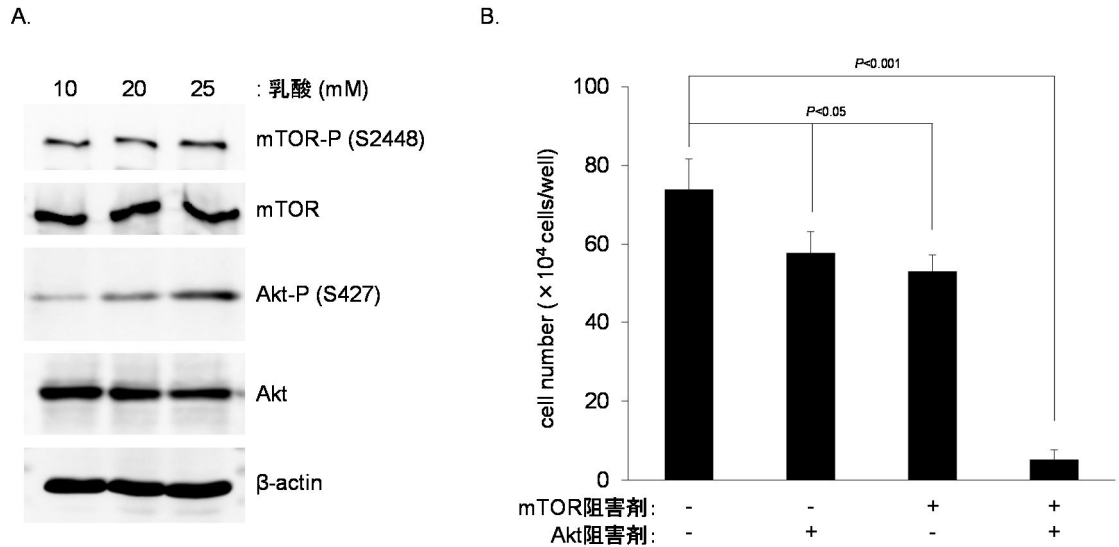 A.
10 20 25 : 乳酸 (mM)
mTOR-P (S2448)
mTOR
Akt-P (S427)
Akt
β-actin
B.
cell number (×10⁴ cells/well)
100
80
60
40
20
0
P<0.001
P<0.05
mTOR阻害剤: - - + +
Akt阻害剤: - + - +